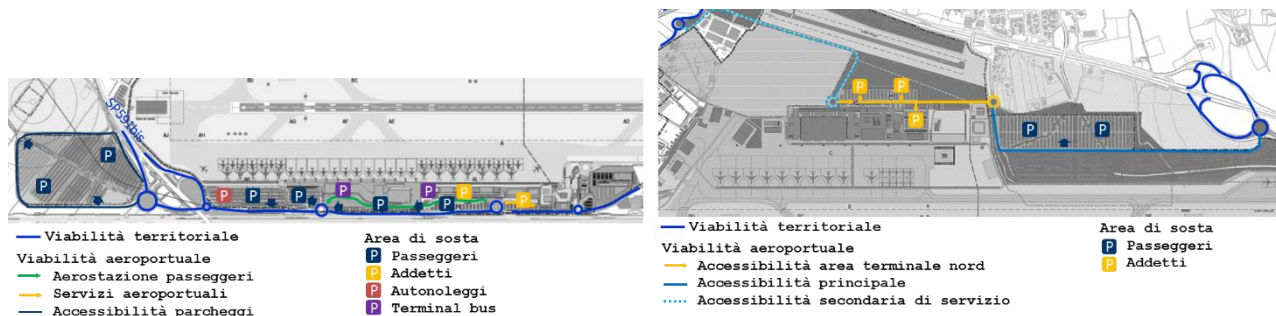 SP591bis
P
P
P
P
P
P
P
P
P
P
P
Viabilità territoriale
Viabilità aeroportuale
Aerostazione passeggeri
Servizi aeroportuali
Accessibilità parcheggi
Area di sosta
P Passeggeri
P Addetti
P Autonoleggi
P Terminal bus
P
P
P
P
P
Viabilità territoriale
Viabilità aeroportuale
Accessibilità area terminale nord
Accessibilità principale
Accessibilità secondaria di servizio
Area di sosta
P Passeggeri
P Addetti